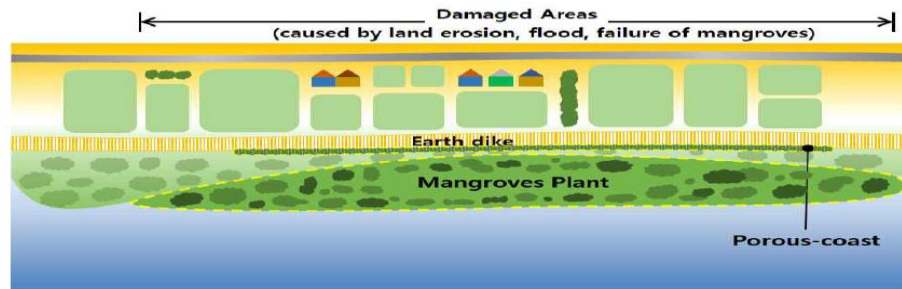 Damaged Areas
(caused by land erosion, flood, failure of mangroves)
Earth dike
Mangroves Plant
Porous-coast